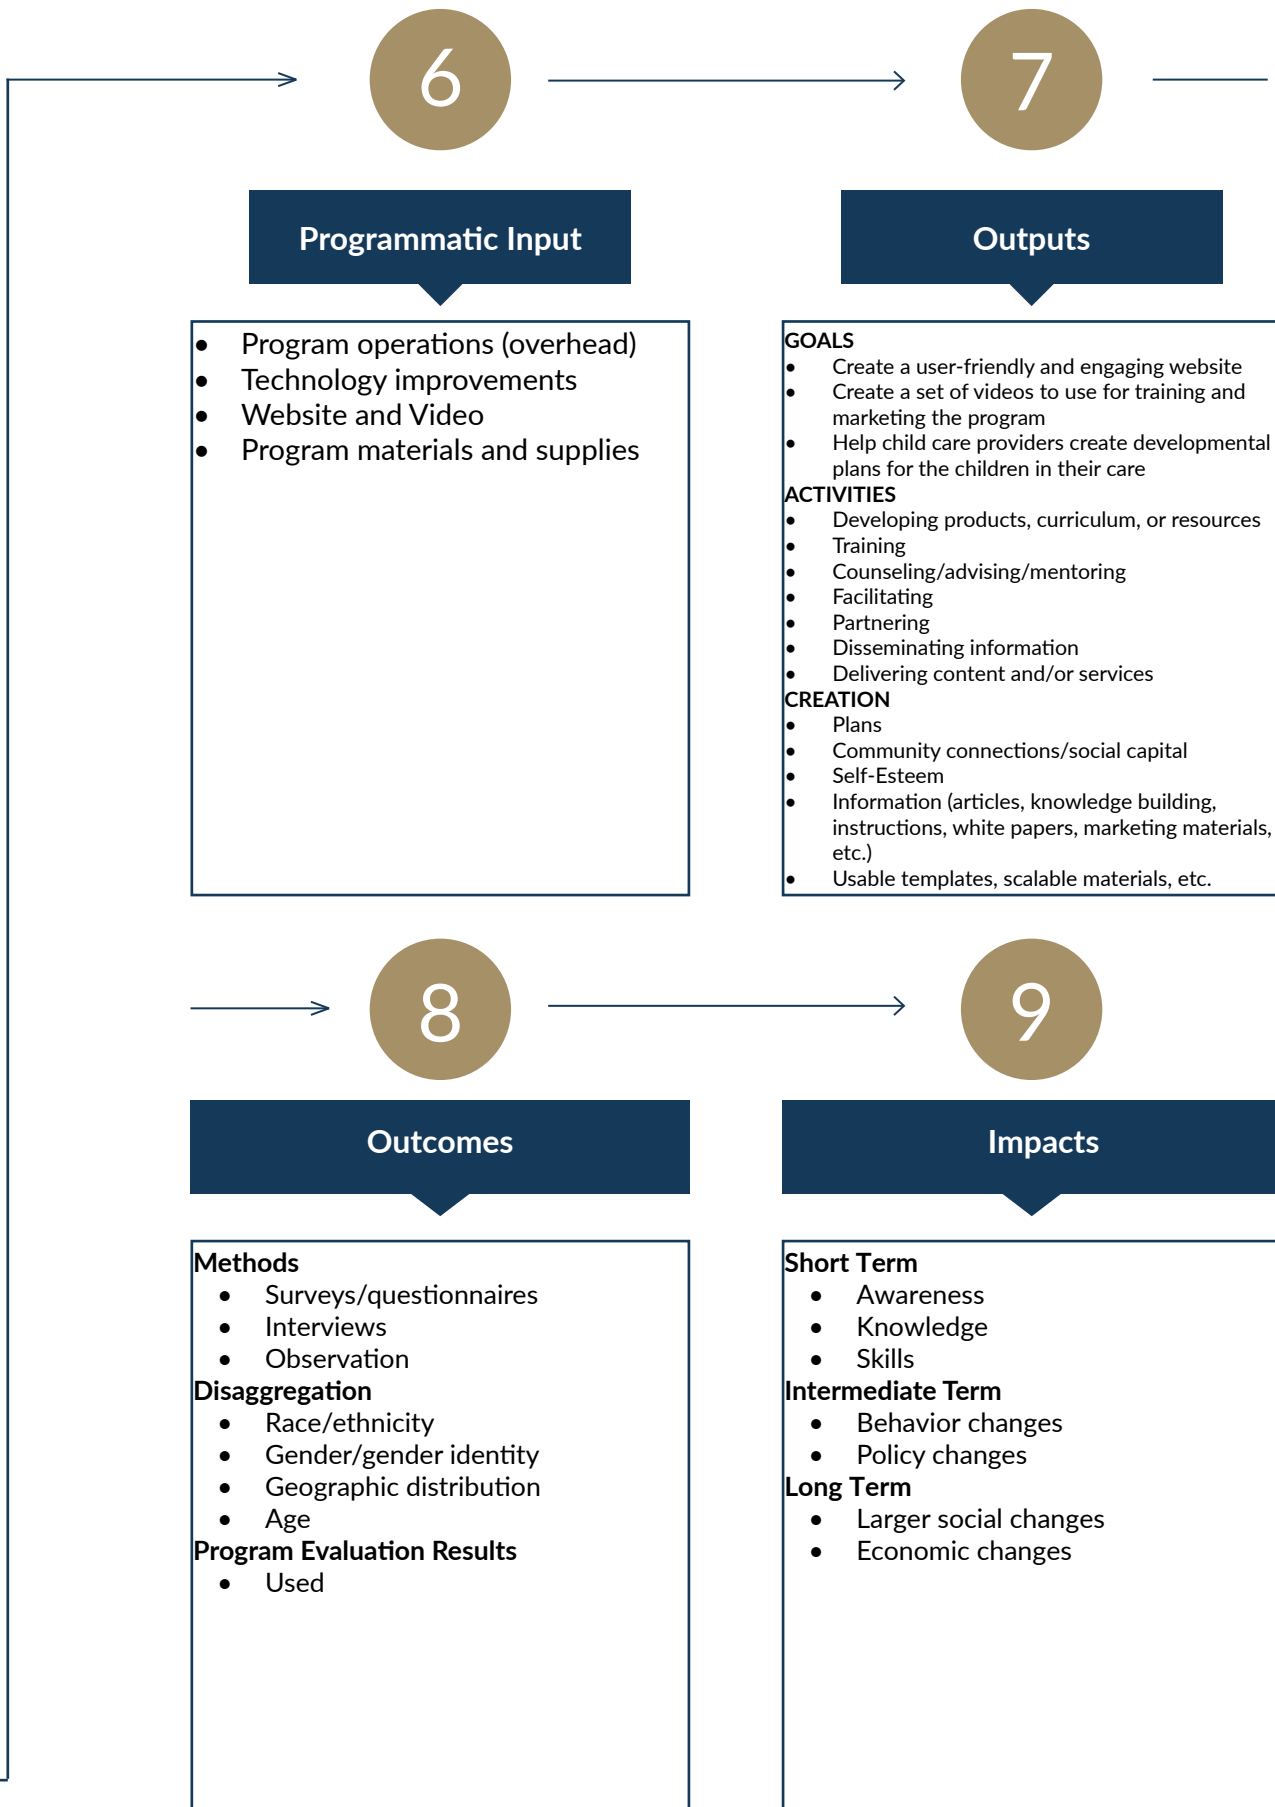 6
7
Programmatic Input
• Program operations (overhead)
• Technology improvements
• Website and Video
• Program materials and supplies
Outputs
GOALS
• Create a user-friendly and engaging website
• Create a set of videos to use for training and
marketing the program
• Help child care providers create developmental
plans for the children in their care
ACTIVITIES
• Developing products, curriculum, or resources
• Training
• Counseling/advising/mentoring
• Facilitating
• Partnering
• Disseminating information
• Delivering content and/or services
CREATION
• Plans
• Community connections/social capital
• Self-Esteem
• Information (articles, knowledge building,
instructions, white papers, marketing materials,
etc.)
• Usable templates, scalable materials, etc.
8
9
Outcomes
Methods
• Surveys/questionnaires
• Interviews
• Observation
Disaggregation
• Race/ethnicity
• Gender/gender identity
• Geographic distribution
• Age
Program Evaluation Results
• Used
Impacts
Short Term
• Awareness
• Knowledge
• Skills
Intermediate Term
• Behavior changes
• Policy changes
Long Term
• Larger social changes
• Economic changes